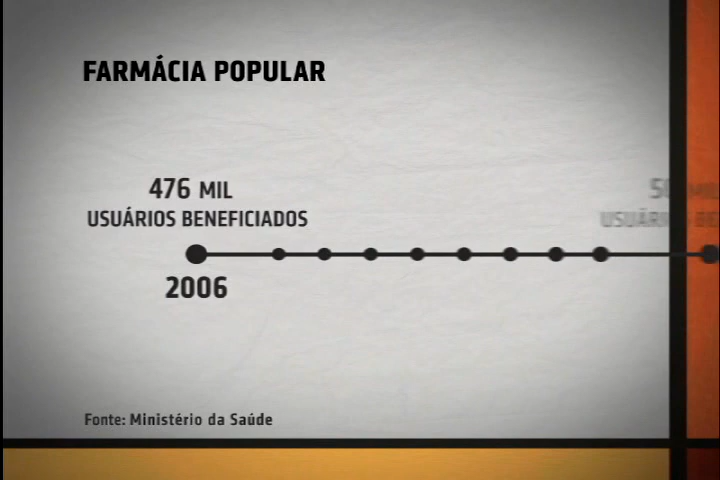 FARMÁCIA POPULAR
476 MIL
USUÁRIOS BENEFICIADOS
2006
Fonte: Ministério da Saúde